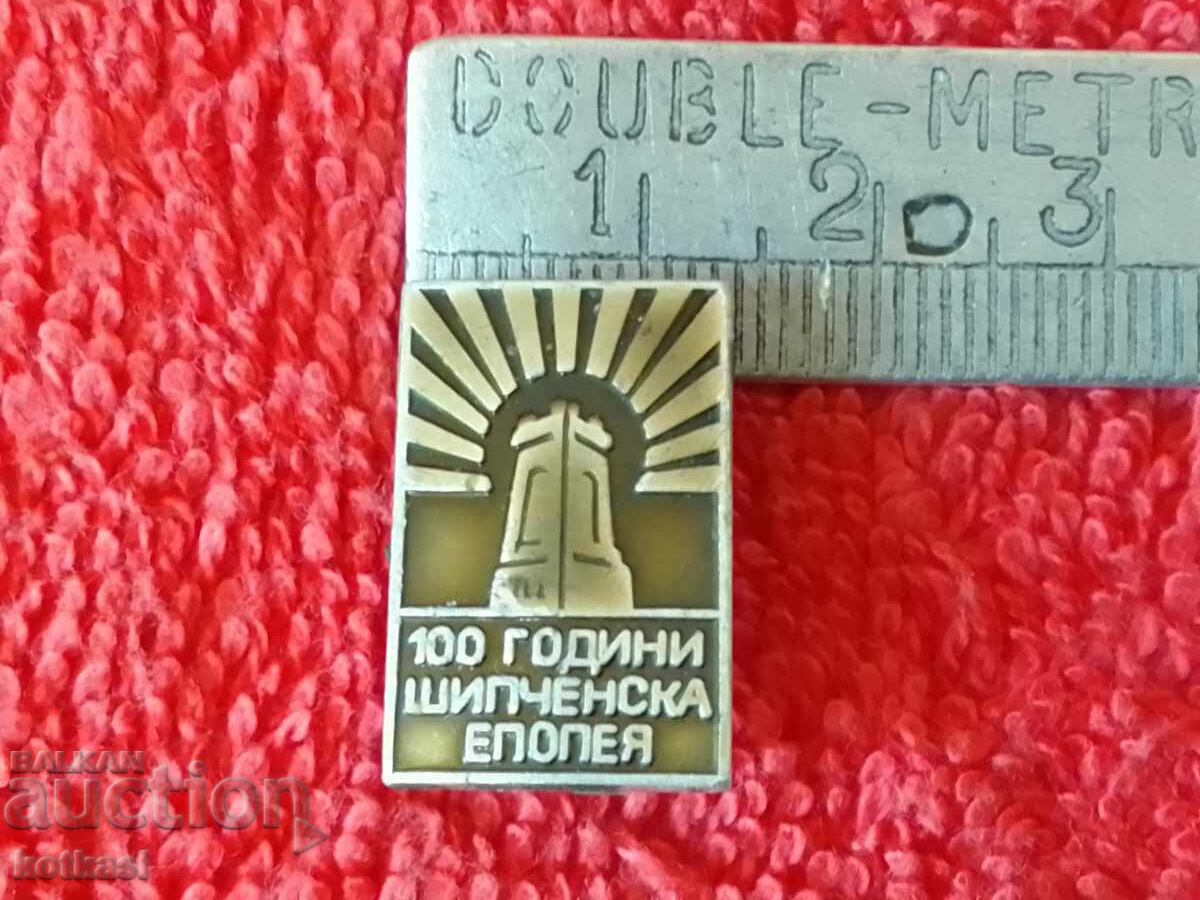 DOUBLE-METR
1 2 3
100 ГОДИНИ
ШИПЧЕНСКА
ЕПОПЕЯ
BALKAN
auction
kotkasi